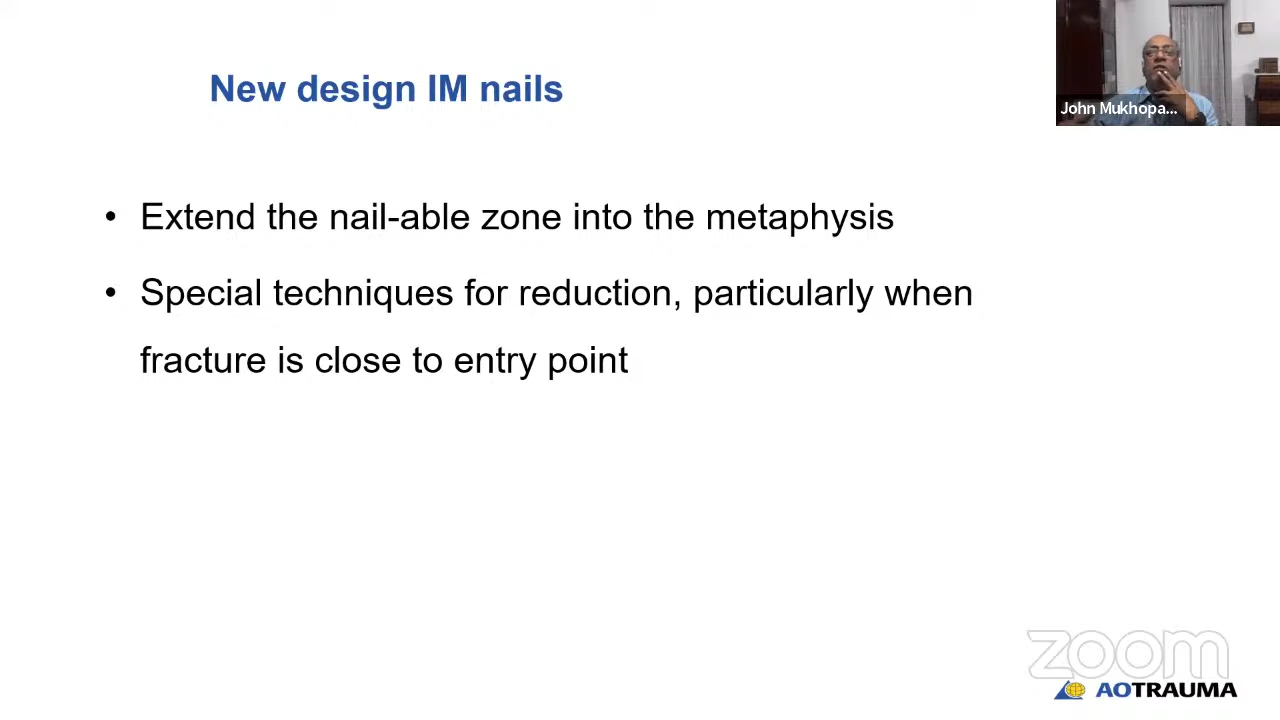 New design IM nails
John Mukhopa...
• Extend the nail-able zone into the metaphysis
• Special techniques for reduction, particularly when
fracture is close to entry point
zoom
AOTRAUMA